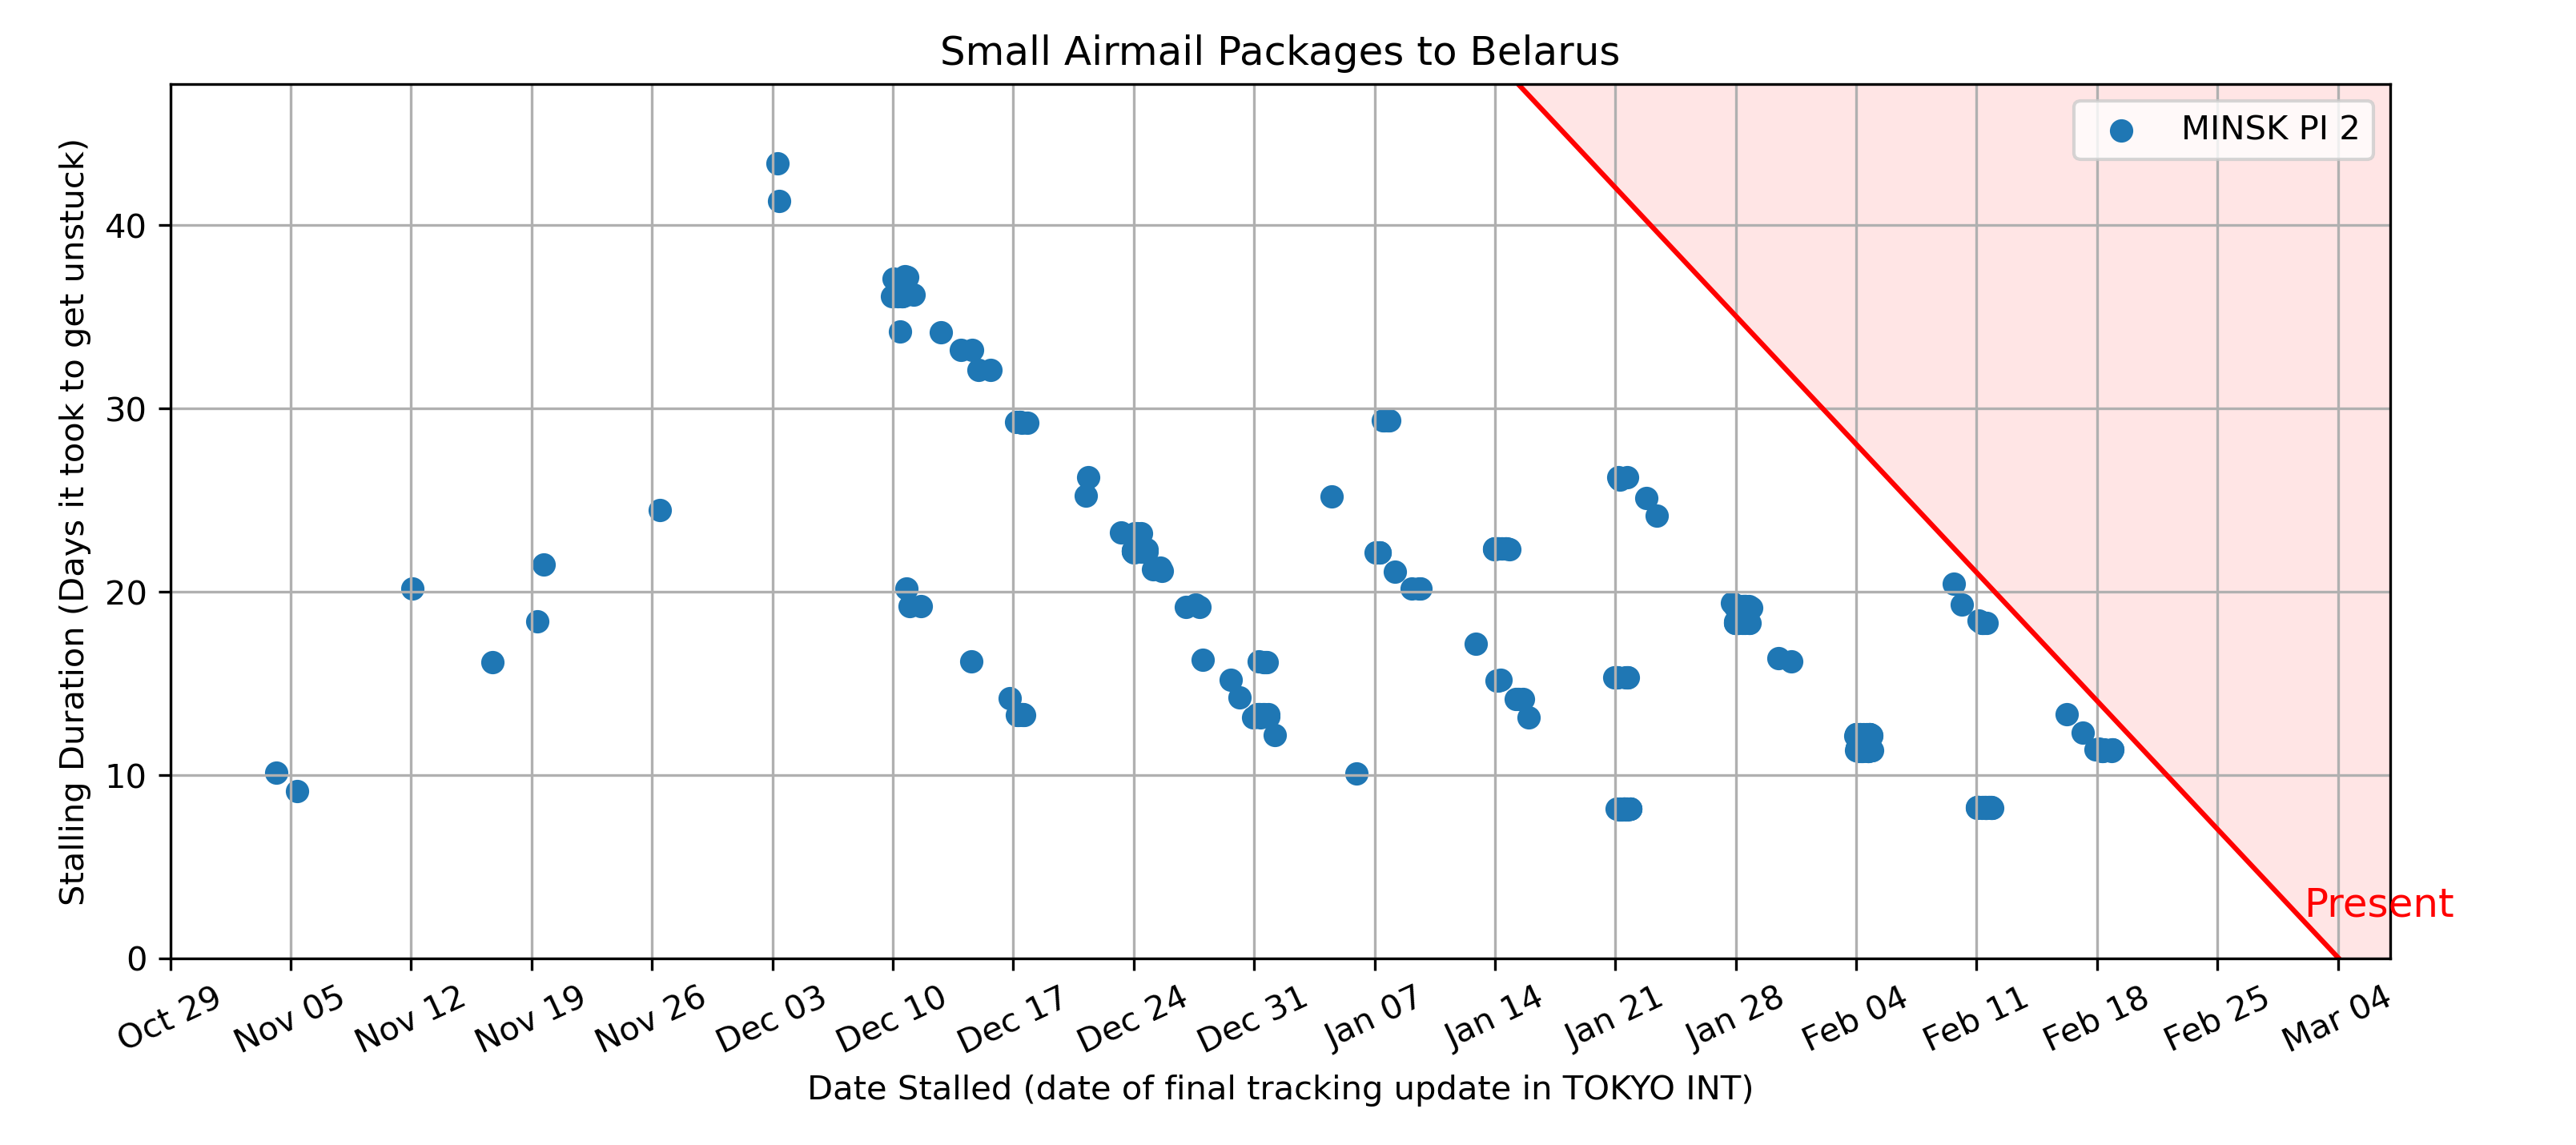 Small Airmail Packages to Belarus
MINSK PI 2
Stalling Duration (Days it took to get unstuck)
40
30
20
10
0
Present
Oct 29
Nov 05
Nov 12
Nov 19
Nov 26
Dec 03
Dec 10
Dec 17
Dec 24
Dec 31
Jan 07
Jan 14
Jan 21
Jan 28
Feb 04
Feb 11
Feb 18
Feb 25
Mar 04
Date Stalled (date of final tracking update in TOKYO INT)